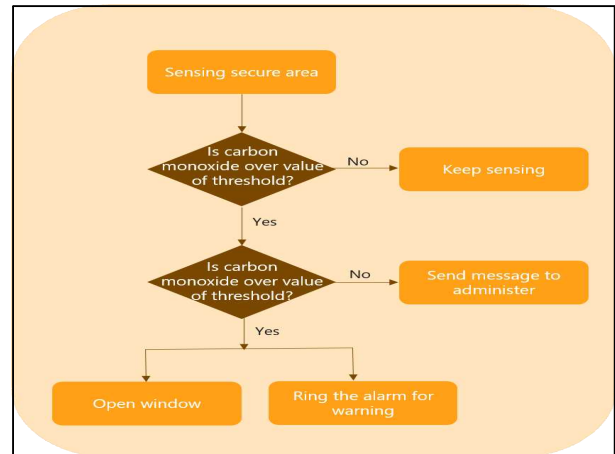 Sensing secure area
Is carbon
monoxide over value
of threshold?
No
Keep sensing
Yes
Is carbon
monoxide over value
of threshold?
No
Send message to
administer
Yes
Open window
Ring the alarm for
warning